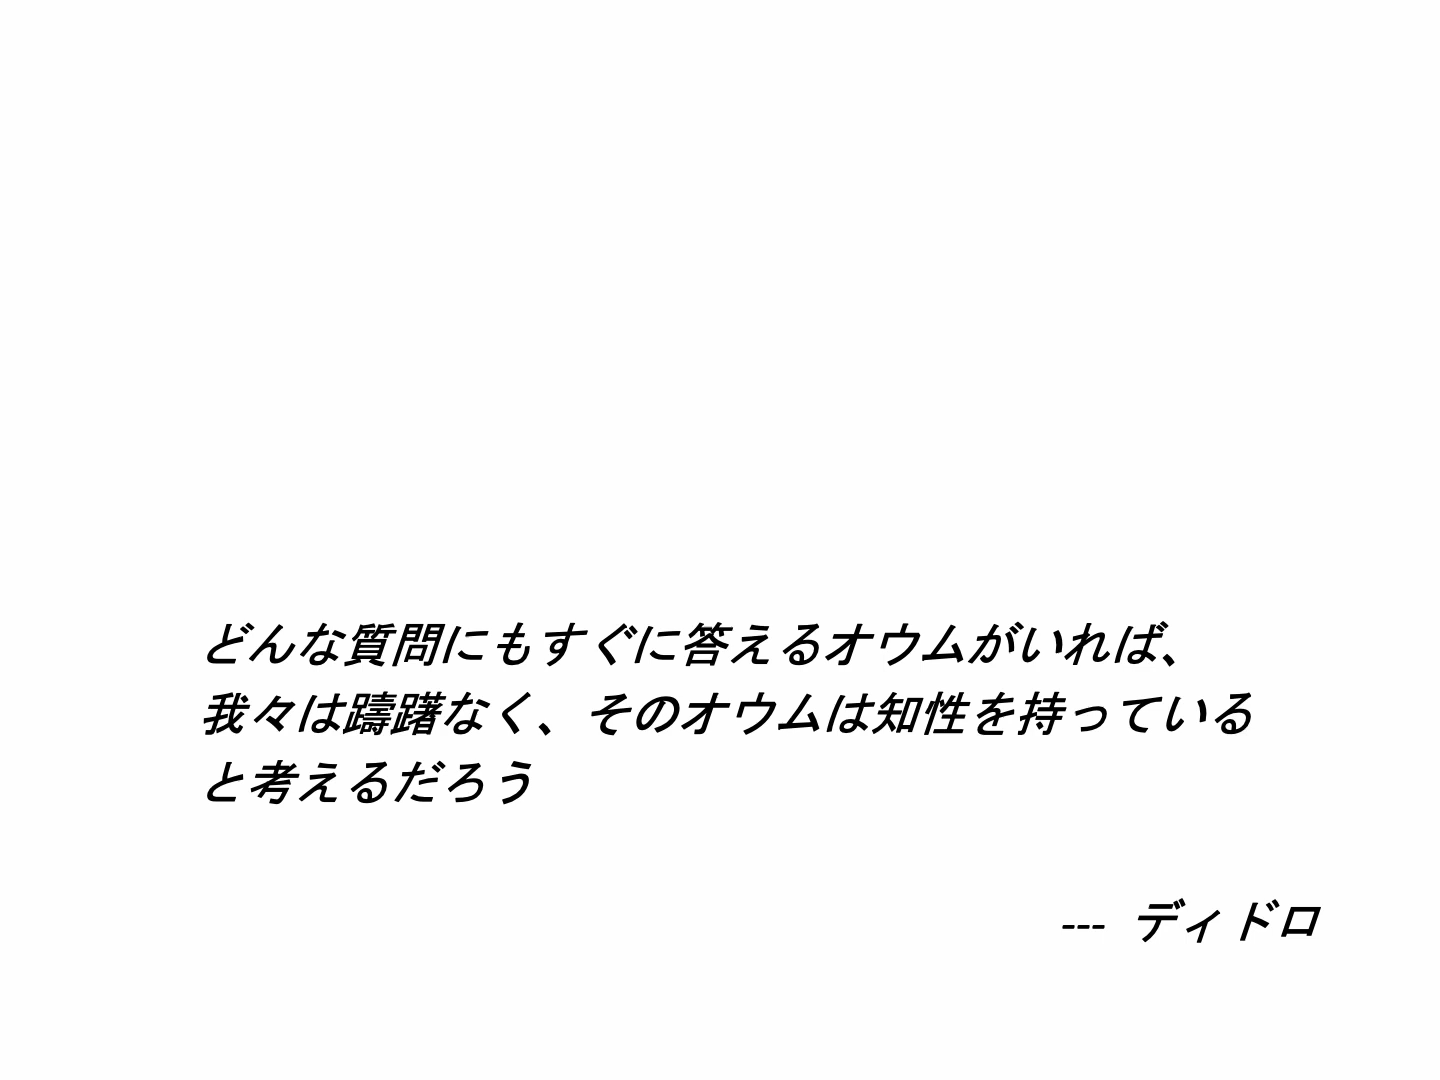 どんな質問にもすぐに答えるオウムがいれば、
我々は躊躇なく、そのオウムは知性を持っている
と考えるだろう
--- ディドロ